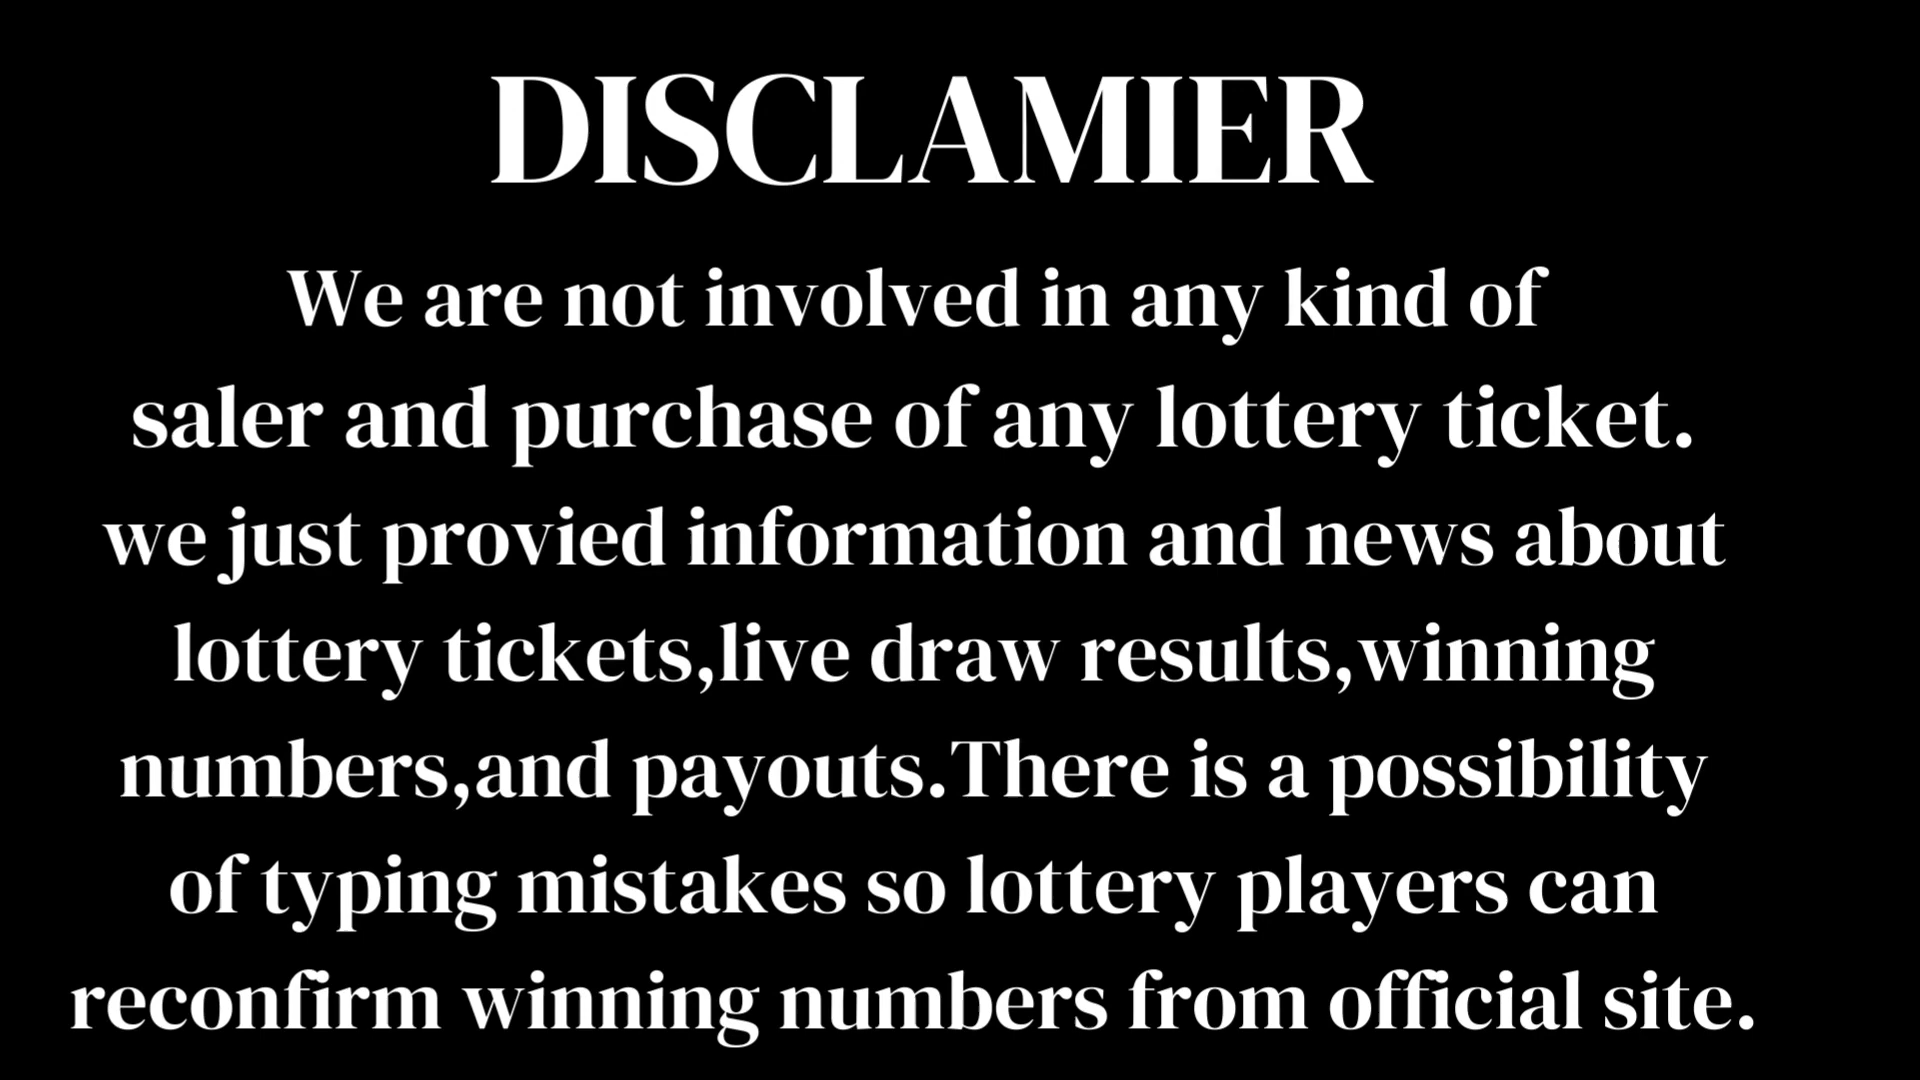 DISCLAMIER
We are not involved in any kind of
saler and purchase of any lottery ticket.
we just provied information and news about
lottery tickets,live draw results,winning
numbers,and payouts.There is a possibility
of typing mistakes so lottery players can
reconfirm winning numbers from official site.